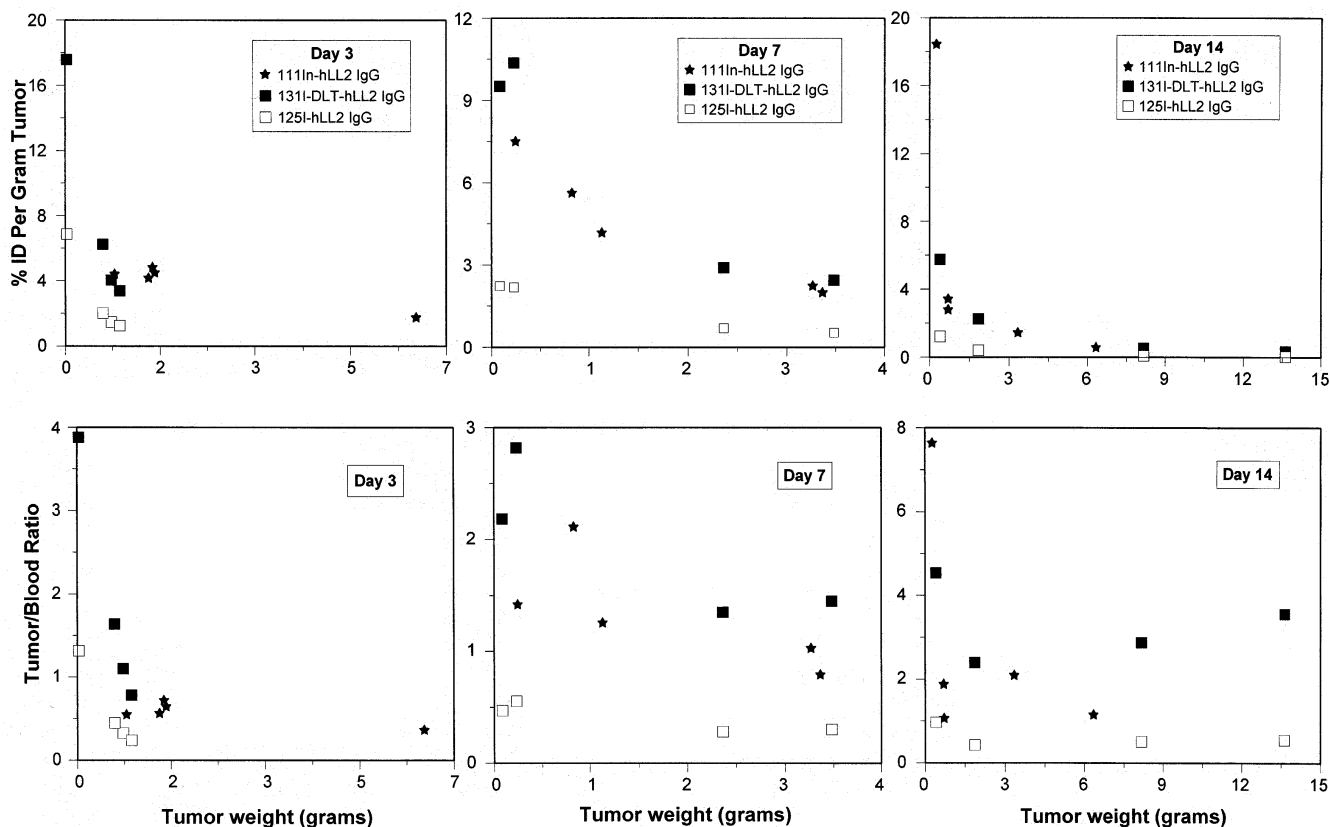 20
16
12
8
4
0
% ID Per Gram Tumor
Day 3
111In-hLL2 IgG
131I-DLT-hLL2 IgG
125I-hLL2 IgG
0 2 3 5 7
12
9
6
3
0
Day 7
111In-hLL2 IgG
131I-DLT-hLL2 IgG
125I-hLL2 IgG
0 1 2 3 4
20
16
12
8
4
0
Day 14
111In-hLL2 IgG
131I-DLT-hLL2 IgG
125I-hLL2 IgG
0 3 6 9 12 15
4
3
2
1
0
Tumor/Blood Ratio
Day 3
0 2 3 5 7
Tumor weight (grams)
3
2
1
0
Day 7
0 1 2 3 4
Tumor weight (grams)
8
6
4
2
0
Day 14
0 3 6 9 12 15
Tumor weight (grams)